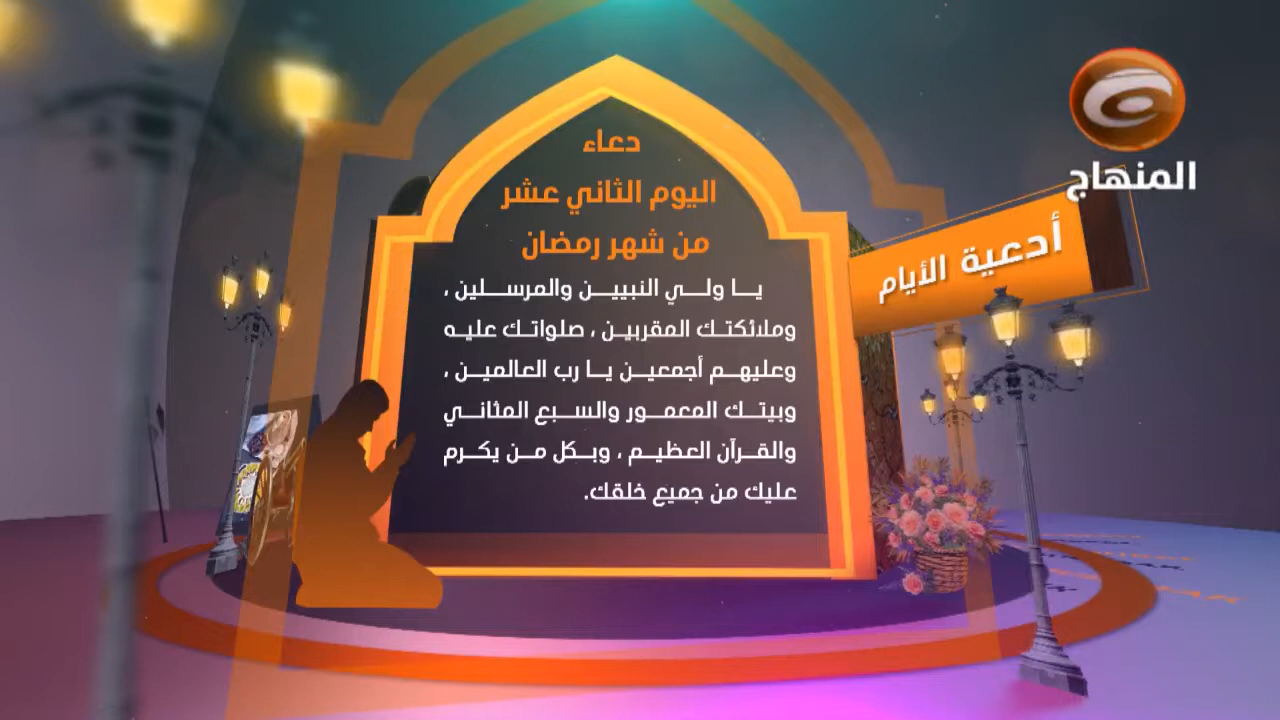 المنهاج
أدعية الأيام
دعاء
اليوم الثاني عشر
من شهر رمضان
يا ولي النبيين والمرسلين ،
وملائكتك المقربين ، صلواتك عليه
وعليهم أجمعين يا رب العالمين ،
وبيتك المعمور والسبع المثاني
والقرآن العظيم ، وبكل من يكرم
عليك من جميع خلقك.